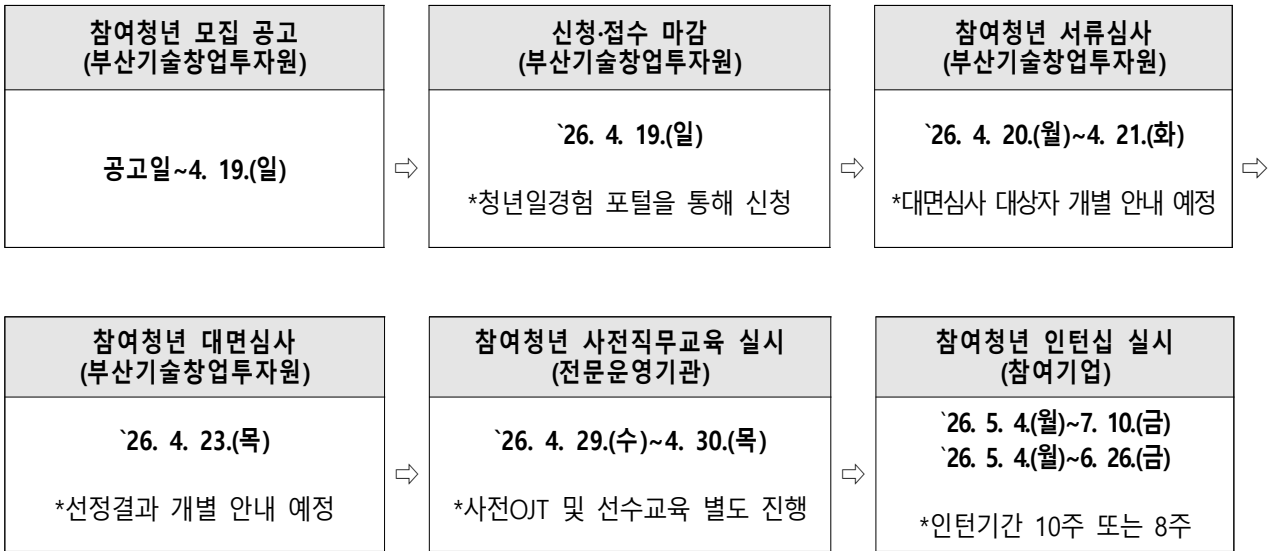 참여청년 모집 공고
(부산기술창업투자원)
공고일~4. 19.(일)
⇨
신청·접수 마감
(부산기술창업투자원)
`26. 4. 19.(일)
*청년일경험 포털을 통해 신청
⇨
참여청년 서류심사
(부산기술창업투자원)
`26. 4. 20.(월)~4. 21.(화)
*대면심사 대상자 개별 안내 예정
⇨
참여청년 대면심사
(부산기술창업투자원)
`26. 4. 23.(목)
*선정결과 개별 안내 예정
⇨
참여청년 사전직무교육 실시
(전문운영기관)
`26. 4. 29.(수)~4. 30.(목)
*사전OJT 및 선수교육 별도 진행
⇨
참여청년 인턴십 실시
(참여기업)
`26. 5. 4.(월)~7. 10.(금)
`26. 5. 4.(월)~6. 26.(금)
*인턴기간 10주 또는 8주